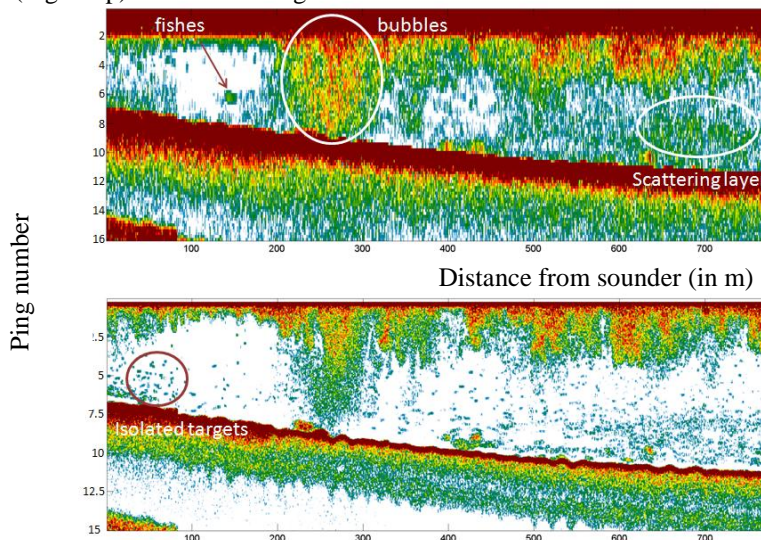 fishes bubbles
2
4
6
8
10
12
14
16
Scattering laye
100 200 300 400 500 600 700
Distance from sounder (in m)
Ping number
.5
5
7.5
10
12.5
15
Isolated targets
100 200 300 400 500 600 700